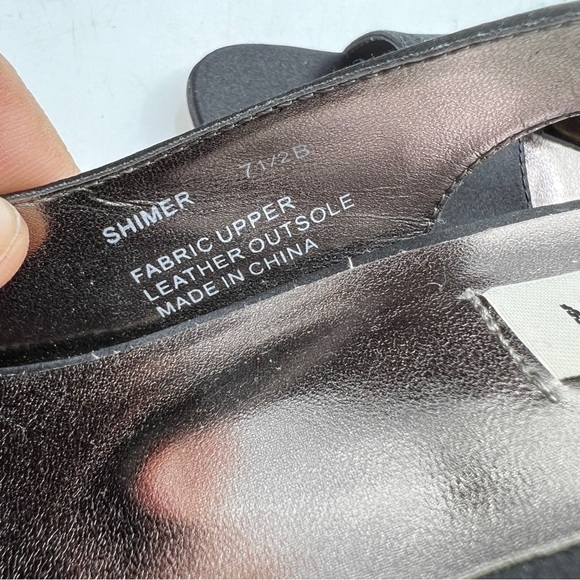 SHIMER 7 1/2 B
FABRIC UPPER
LEATHER OUTSOLE
MADE IN CHINA